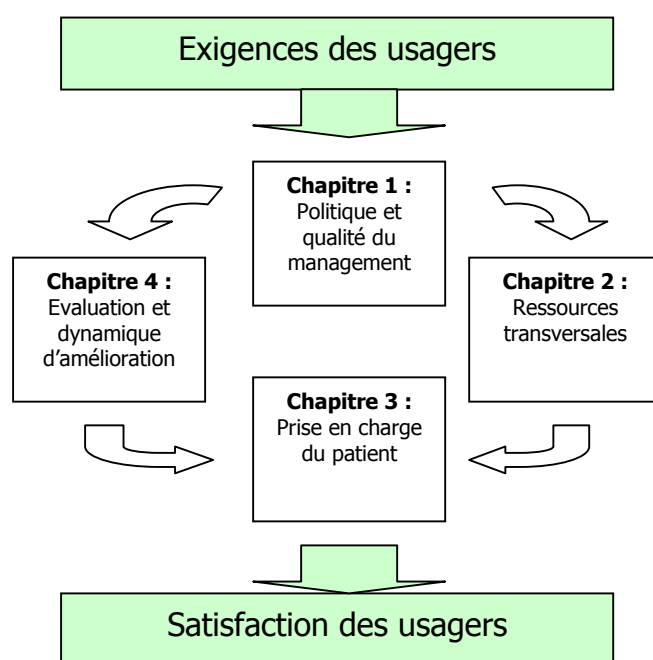 Exigences des usagers
Chapitre 1 :
Politique et
qualité du
management
Chapitre 4 :
Evaluation et
dynamique
d'amélioration
Chapitre 2 :
Ressources
transversales
Chapitre 3 :
Prise en charge
du patient
Satisfaction des usagers